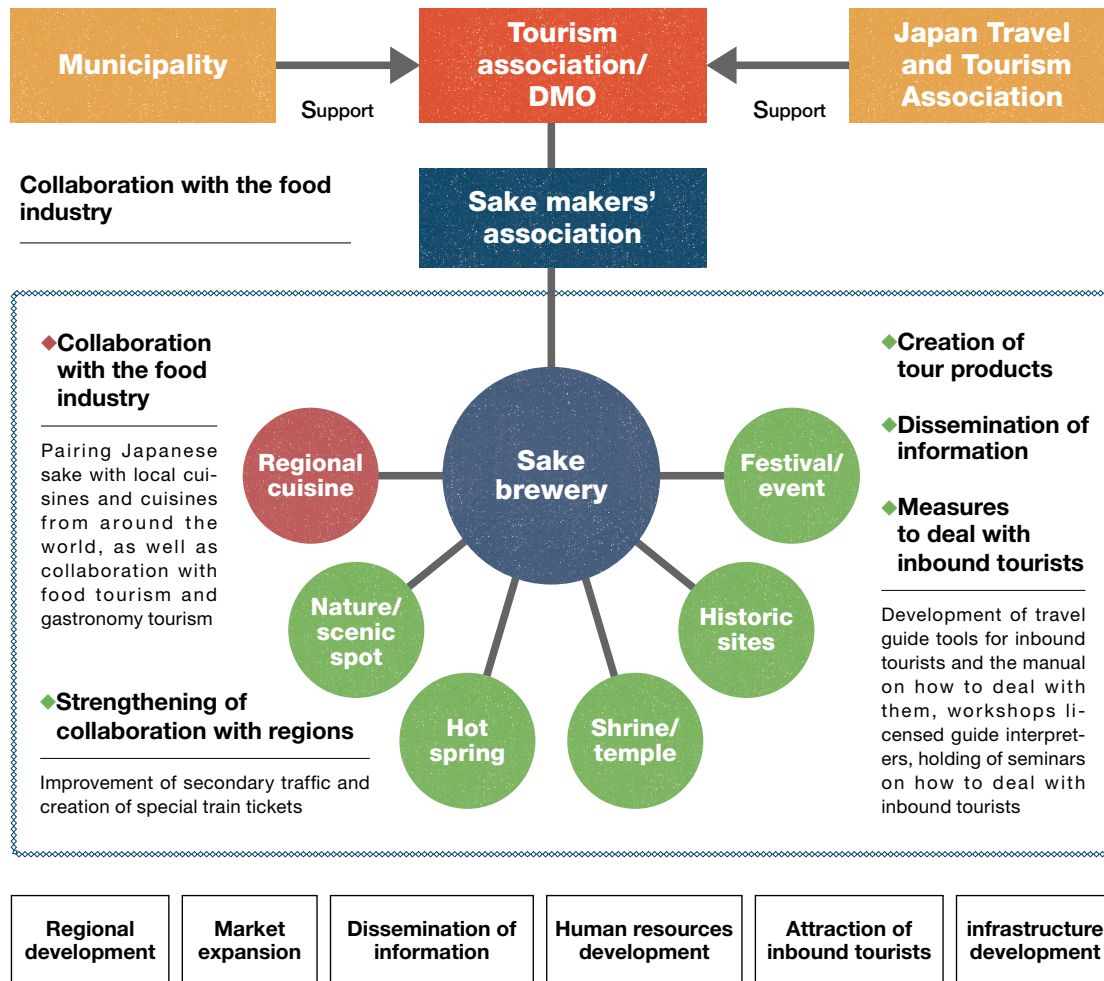 Municipality
Support
Tourism
association/
DMO
Support
Japan Travel
and Tourism
Association
Collaboration with the food
industry
Sake makers'
association
◆Collaboration
with the food
industry
Pairing Japanese
sake with local cui-
sines and cuisines
from around the
world, as well as
collaboration with
food tourism and
gastronomy tourism
◆Strengthening of
collaboration with regions
Improvement of secondary traffic and
creation of special train tickets
Sake
brewery
Regional
cuisine
Nature/
scenic
spot
Hot
spring
Shrine/
temple
Historic
sites
Festival/
event
◆Creation of
tour products
◆Dissemination of
information
◆Measures
to deal with
inbound tourists
Development of travel
guide tools for inbound
tourists and the manual
on how to deal with
them, workshops li-
censed guide interpret-
ers, holding of seminars
on how to deal with
inbound tourists
Regional
development
Market
expansion
Dissemination of
information
Human resources
development
Attraction of
inbound tourists
infrastructure
development